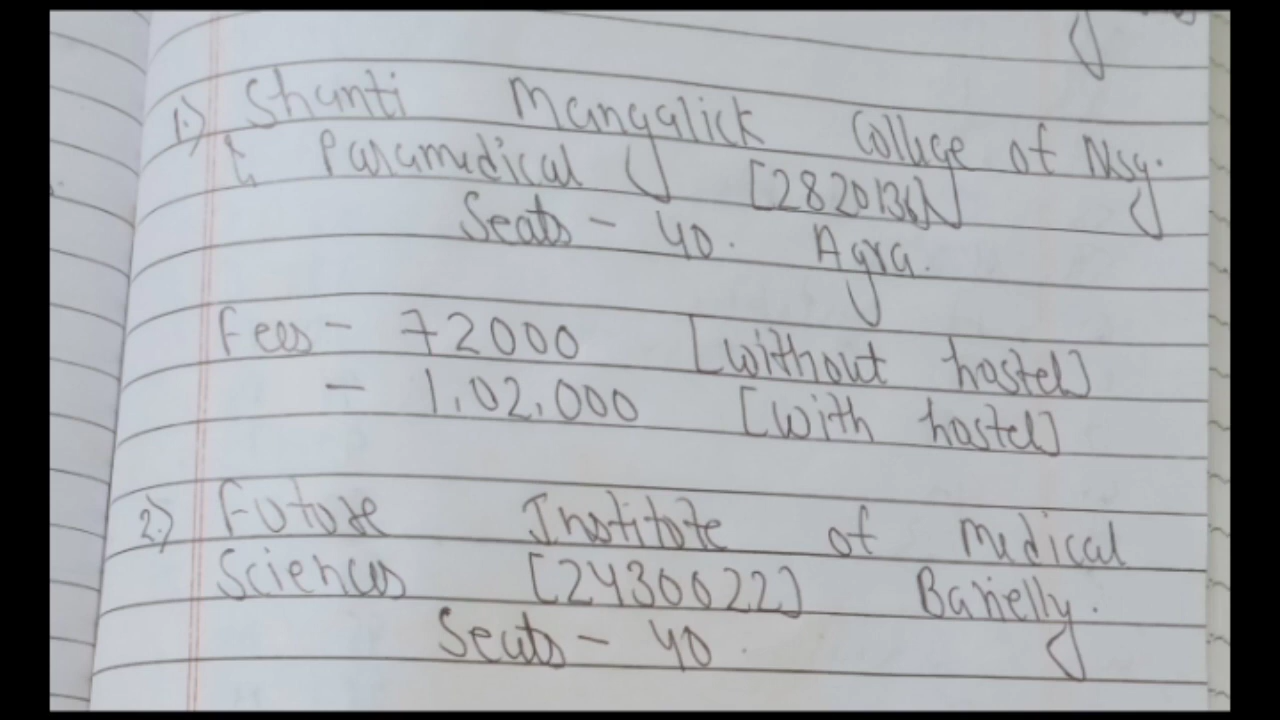 1.) Shanti Mangalick College of Nsg.
& Paramedical [2820136]
Seats - 40. Agra.
Fees - 72000 [without hostel]
- 1,02,000 [with hostel]
2.) Future Institute of Medical
Sciences [2430022] Barielly.
Seats - 40.